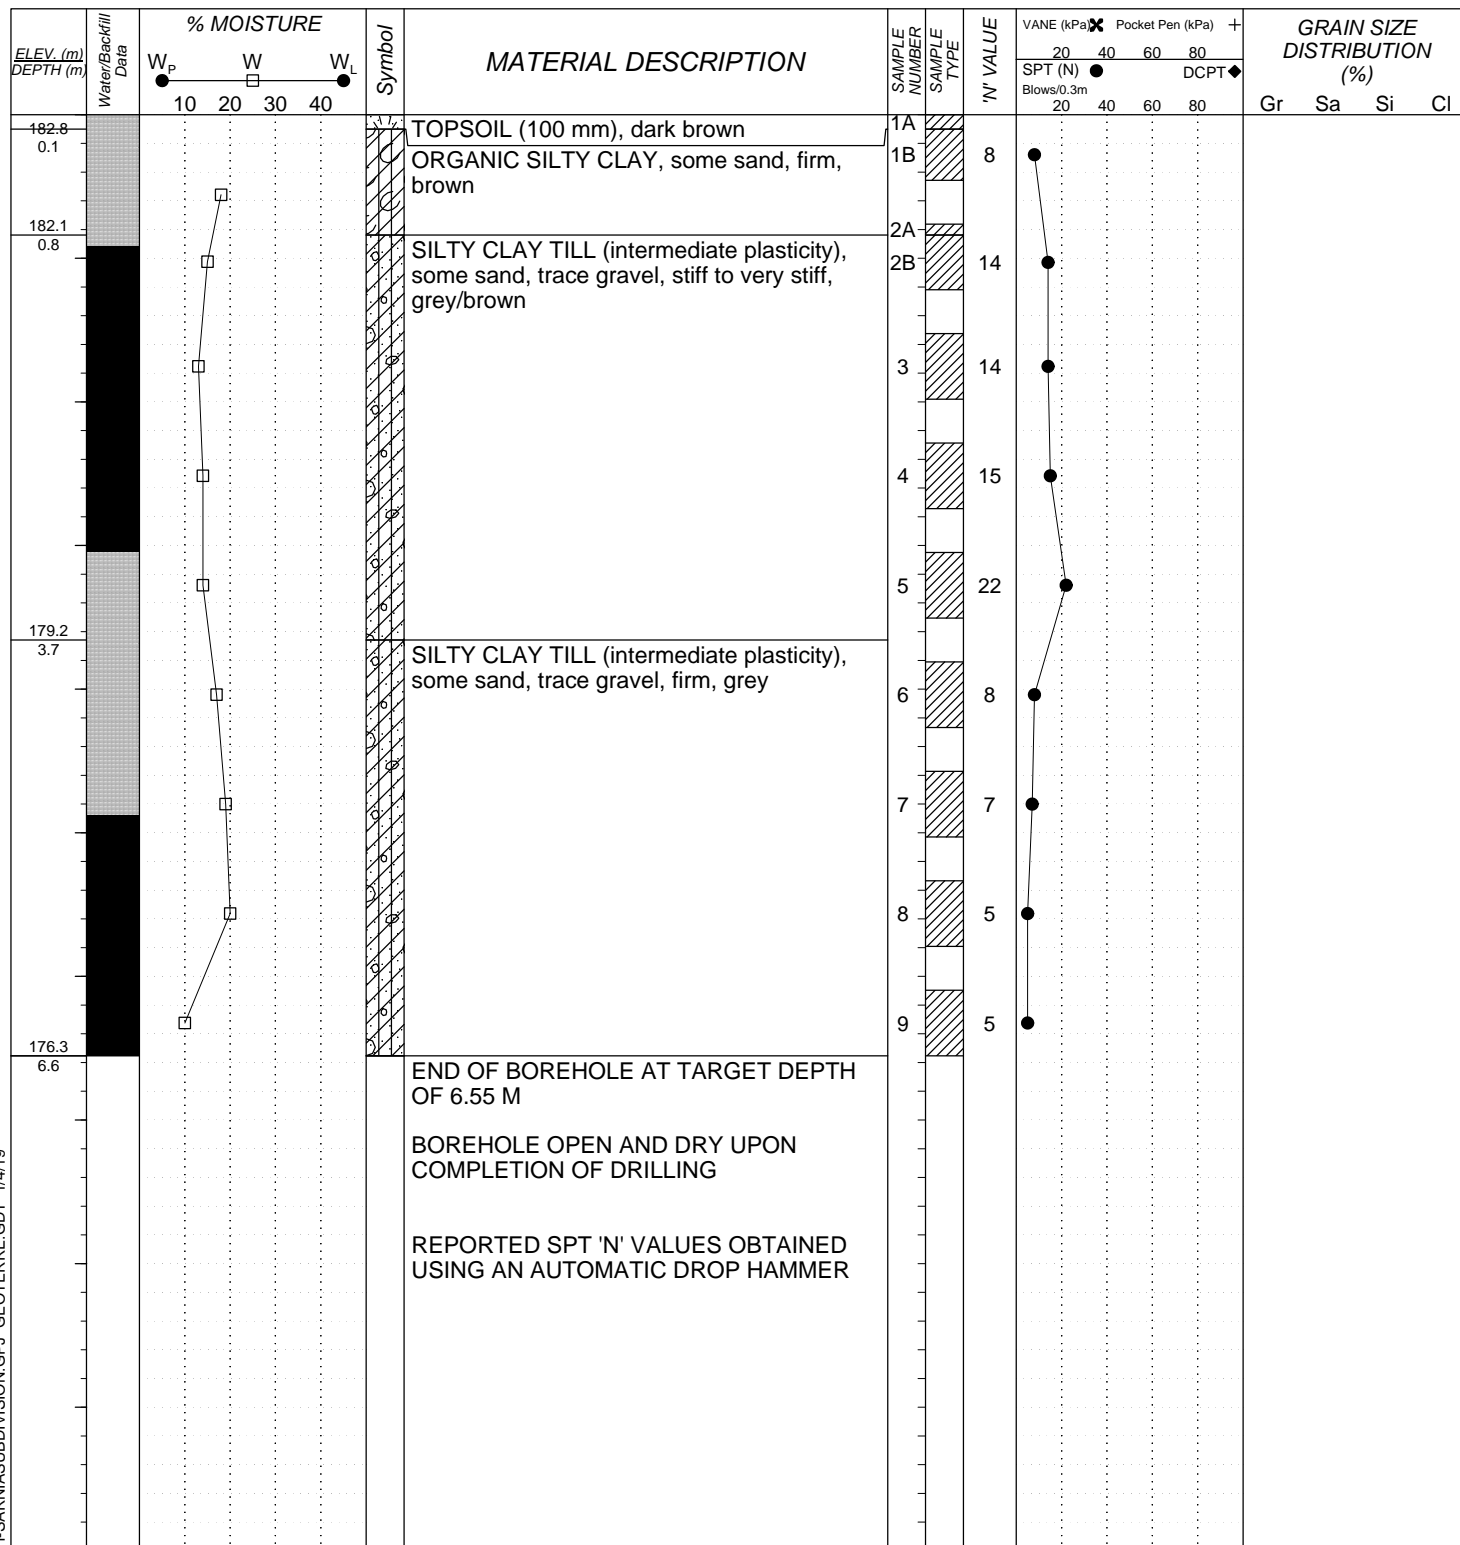 ELEV. (m)
DEPTH (m)
Water/Backfill
Data
% MOISTURE
WP W WL
10 20 30 40
Symbol
MATERIAL DESCRIPTION
SAMPLE
NUMBER
SAMPLE
TYPE
'N' VALUE
VANE (kPa) Pocket Pen (kPa)
20 40 60 80
SPT (N) DCPT
Blows/0.3m
20 40 60 80
GRAIN SIZE
DISTRIBUTION
(%)
Gr Sa Si Cl
182.8
0.1
TOPSOIL (100 mm), dark brown
1A
ORGANIC SILTY CLAY, some sand, firm,
brown
1B 8
182.1
0.8
2A
SILTY CLAY TILL (intermediate plasticity),
some sand, trace gravel, stiff to very stiff,
grey/brown
2B 14
3 14
4 15
5 22
179.2
3.7
SILTY CLAY TILL (intermediate plasticity),
some sand, trace gravel, firm, grey
6 8
7 7
8 5
9 5
176.3
6.6
END OF BOREHOLE AT TARGET DEPTH
OF 6.55 M
BOREHOLE OPEN AND DRY UPON
COMPLETION OF DRILLING
REPORTED SPT 'N' VALUES OBTAINED
USING AN AUTOMATIC DROP HAMMER